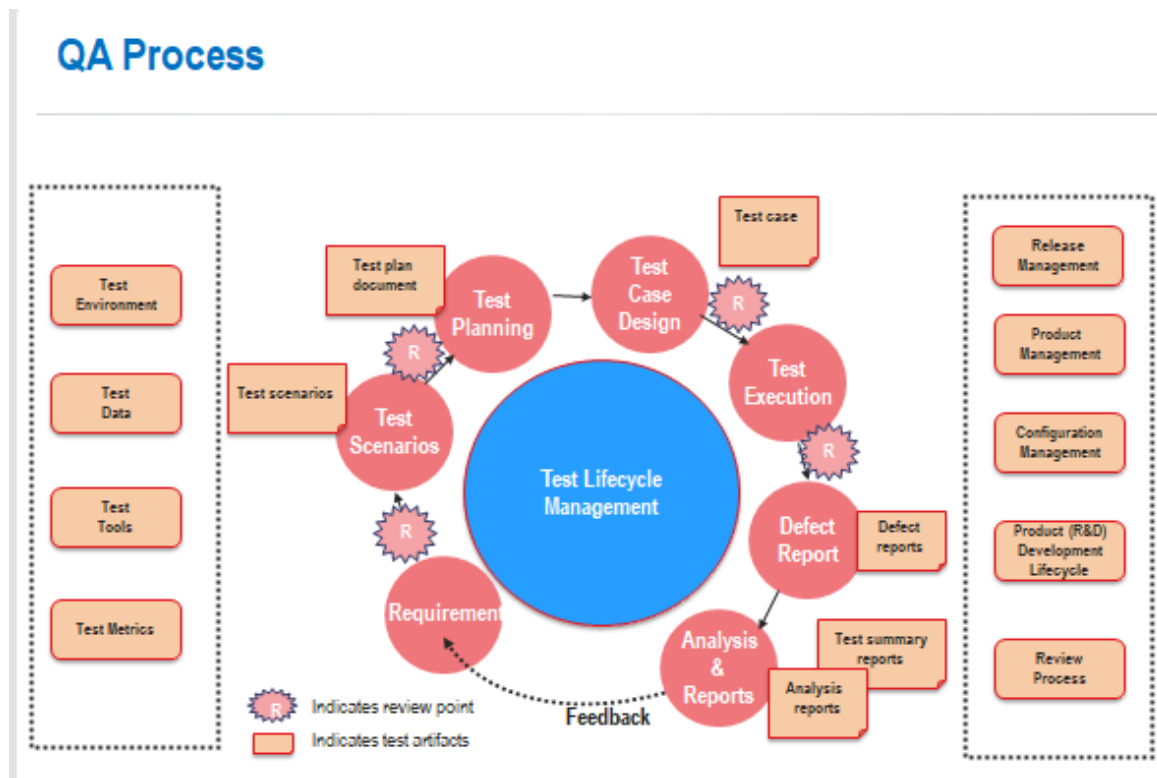 QA Process
Test
Environment
Test
Data
Test
Tools
Test Metrics
Test plan
document
Test scenarios
Test
Planning
Test
Case
Design
Test case
R
R
Test
Scenarios
Test
Execution
R
R
Test Lifecycle
Management
Requirement
Defect
Report
Defect
reports
Analysis
&
Reports
Test summary
reports
Analysis
reports
Feedback
R
Indicates review point
Indicates test artifacts
Release
Management
Product
Management
Configuration
Management
Product (R&D)
Development
Lifecycle
Review
Process